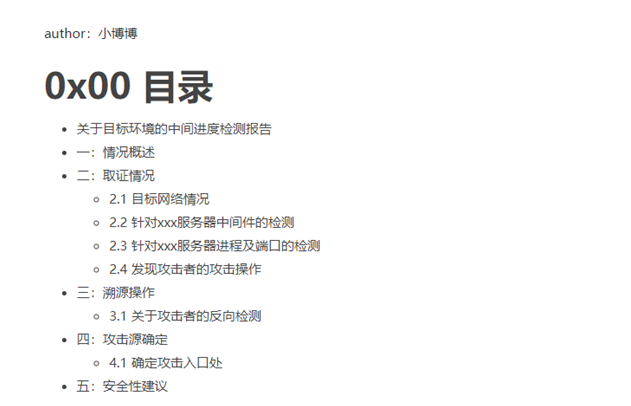 author：小博博
0x00 目录
关于目标环境的中间进度检测报告
一：情况概述
二：取证情况
2.1 目标网络情况
2.2 针对xxx服务器中间件的检测
2.3 针对xxx服务器进程及端口的检测
2.4 发现攻击者的攻击操作
三：溯源操作
3.1 关于攻击者的反向检测
四：攻击源确定
4.1 确定攻击入口处
五：安全性建议